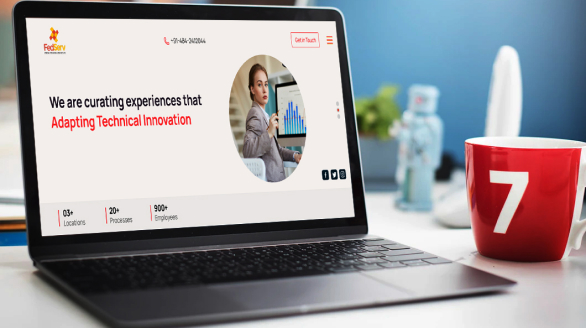 FedServ
+91-484-2412044
Get in Touch
We are curating experiences that
Adapting Technical Innovation
03+
Locations
20+
Processes
900+
Employees
7